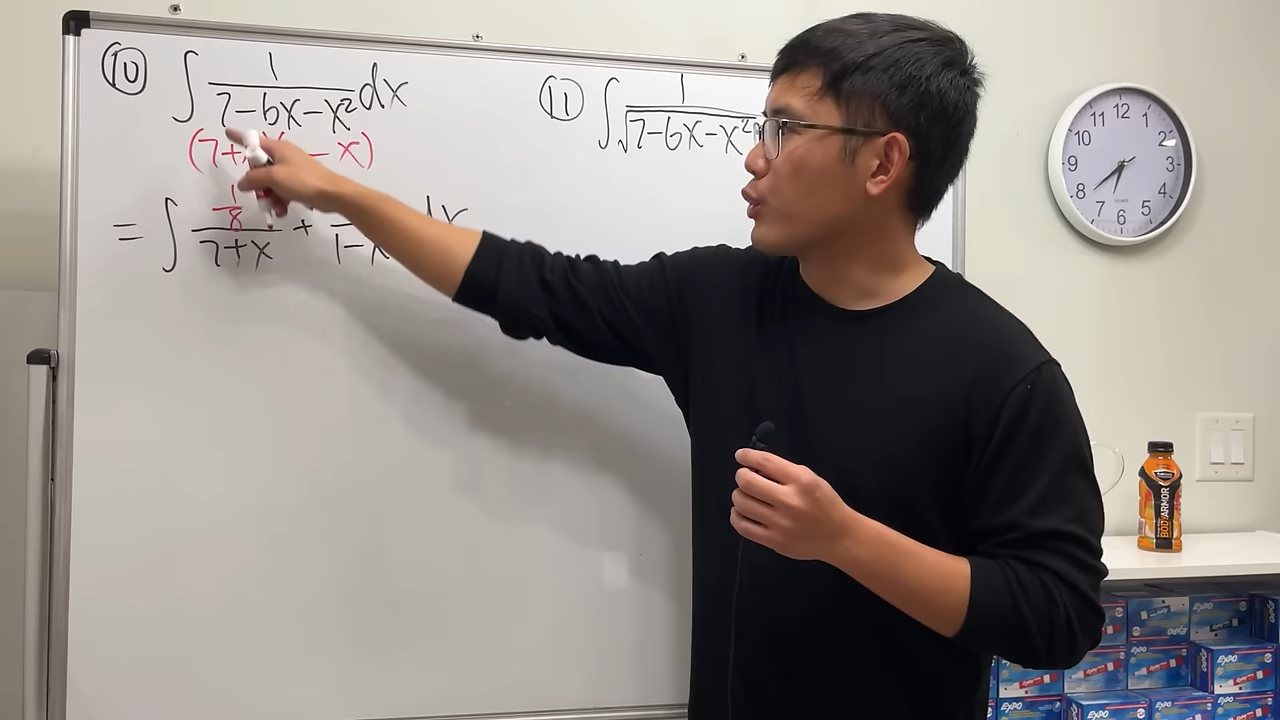 ⑩ ∫ 1/(7-6x-x²) dx
⑪ ∫ 1/√(7-6x-x²
(7+ - x)
= ∫ (1/8)/(7+x) + 1-x dx
12
1
2
3
4
5
6
7
8
9
10
11
QUARTZ
BODYARMOR
EXPO
EXPO
EXPO
EXPO
EXPO
EXPO
EXPO
EXPO